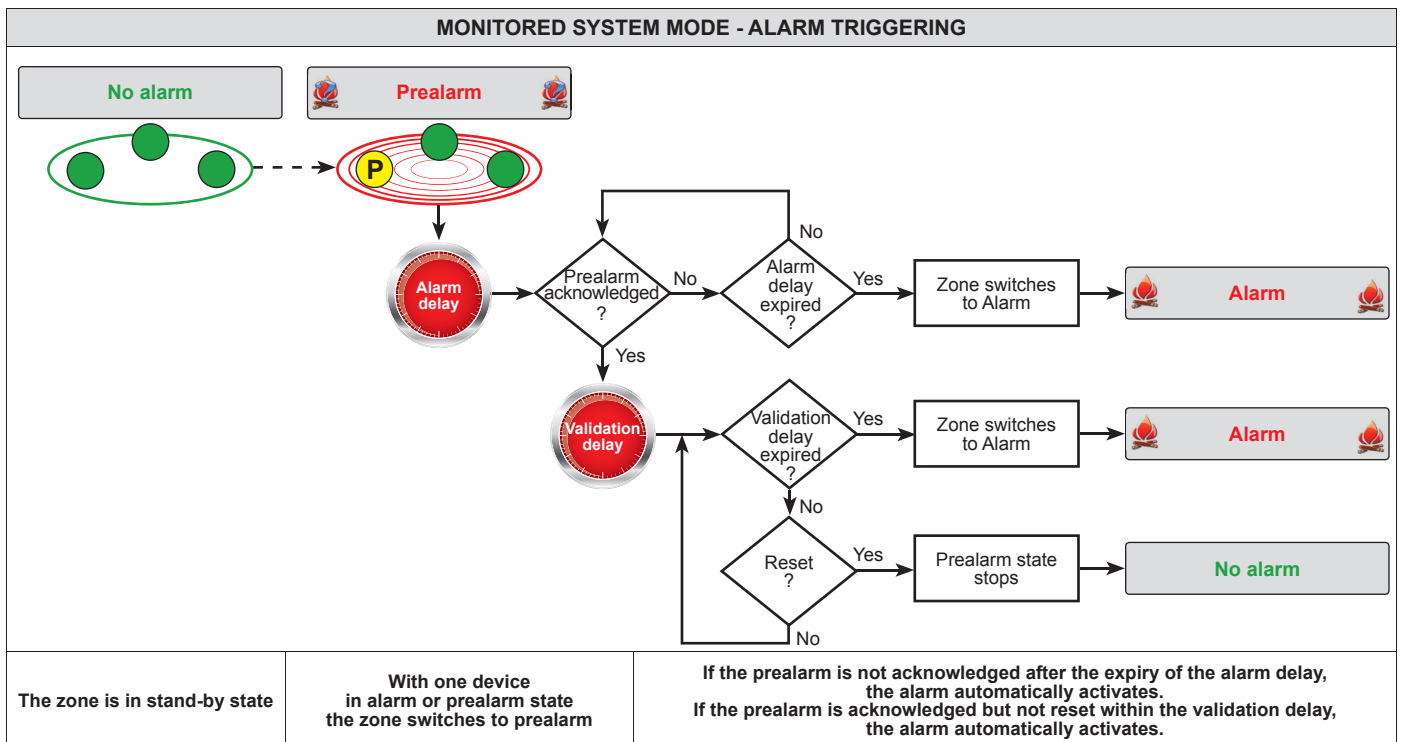 MONITORED SYSTEM MODE - ALARM TRIGGERING
No alarm
Prealarm
P
Alarm
delay
Prealarm
acknowledged
?
No
Yes
Alarm
delay
expired
?
No
Yes
Zone switches
to Alarm
Alarm
Validation
delay
Validation
delay
expired
?
Yes
No
Zone switches
to Alarm
Alarm
Reset
?
Yes
No
Prealarm state
stops
No alarm
The zone is in stand-by state
With one device
in alarm or prealarm state
the zone switches to prealarm
If the prealarm is not acknowledged after the expiry of the alarm delay,
the alarm automatically activates.
If the prealarm is acknowledged but not reset within the validation delay,
the alarm automatically activates.